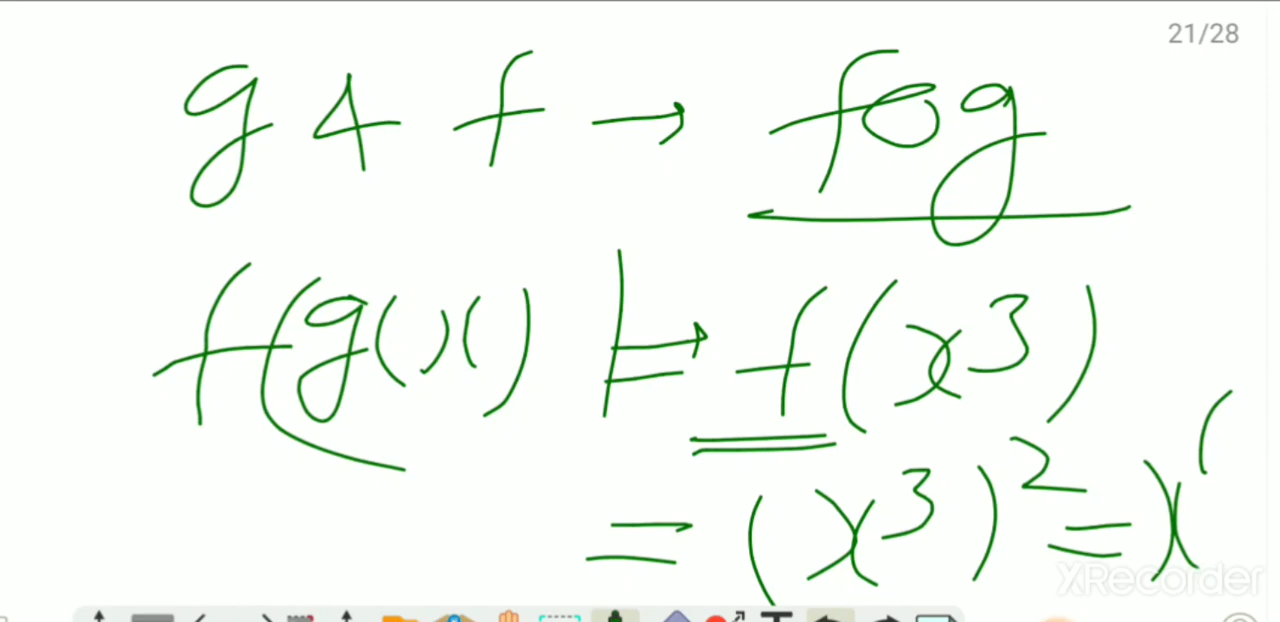 21/28
g 4 f → fog
f(g(x) ⊨→ f(x³)
= (x³)² = x
XRecorder